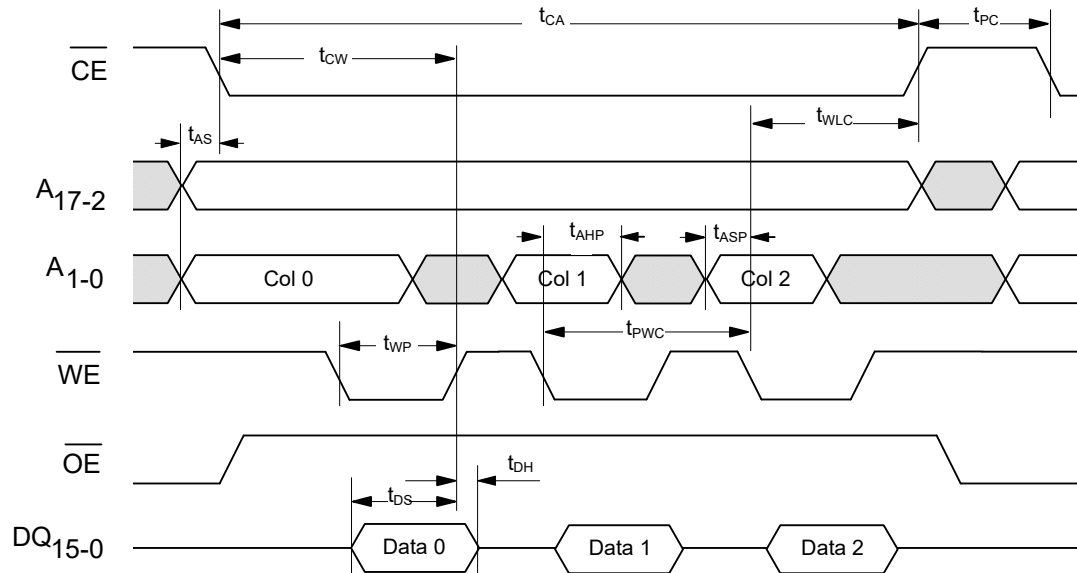 tCA
tPC
CE
tCW
tWLC
tAS
A17-2
tAHP
tASP
A1-0
Col 0
Col 1
Col 2
tPWC
tWP
WE
OE
tDH
tDS
DQ15-0
Data 0
Data 1
Data 2